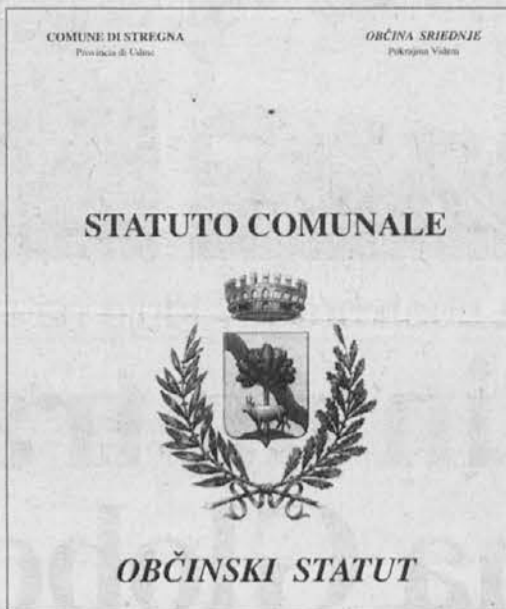 COMUNE DI STREGNA
Provincia di Udine
OBČINA SRIEDNJE
Pokrajina Videm
STATUTO COMUNALE
OBČINSKI STATUT